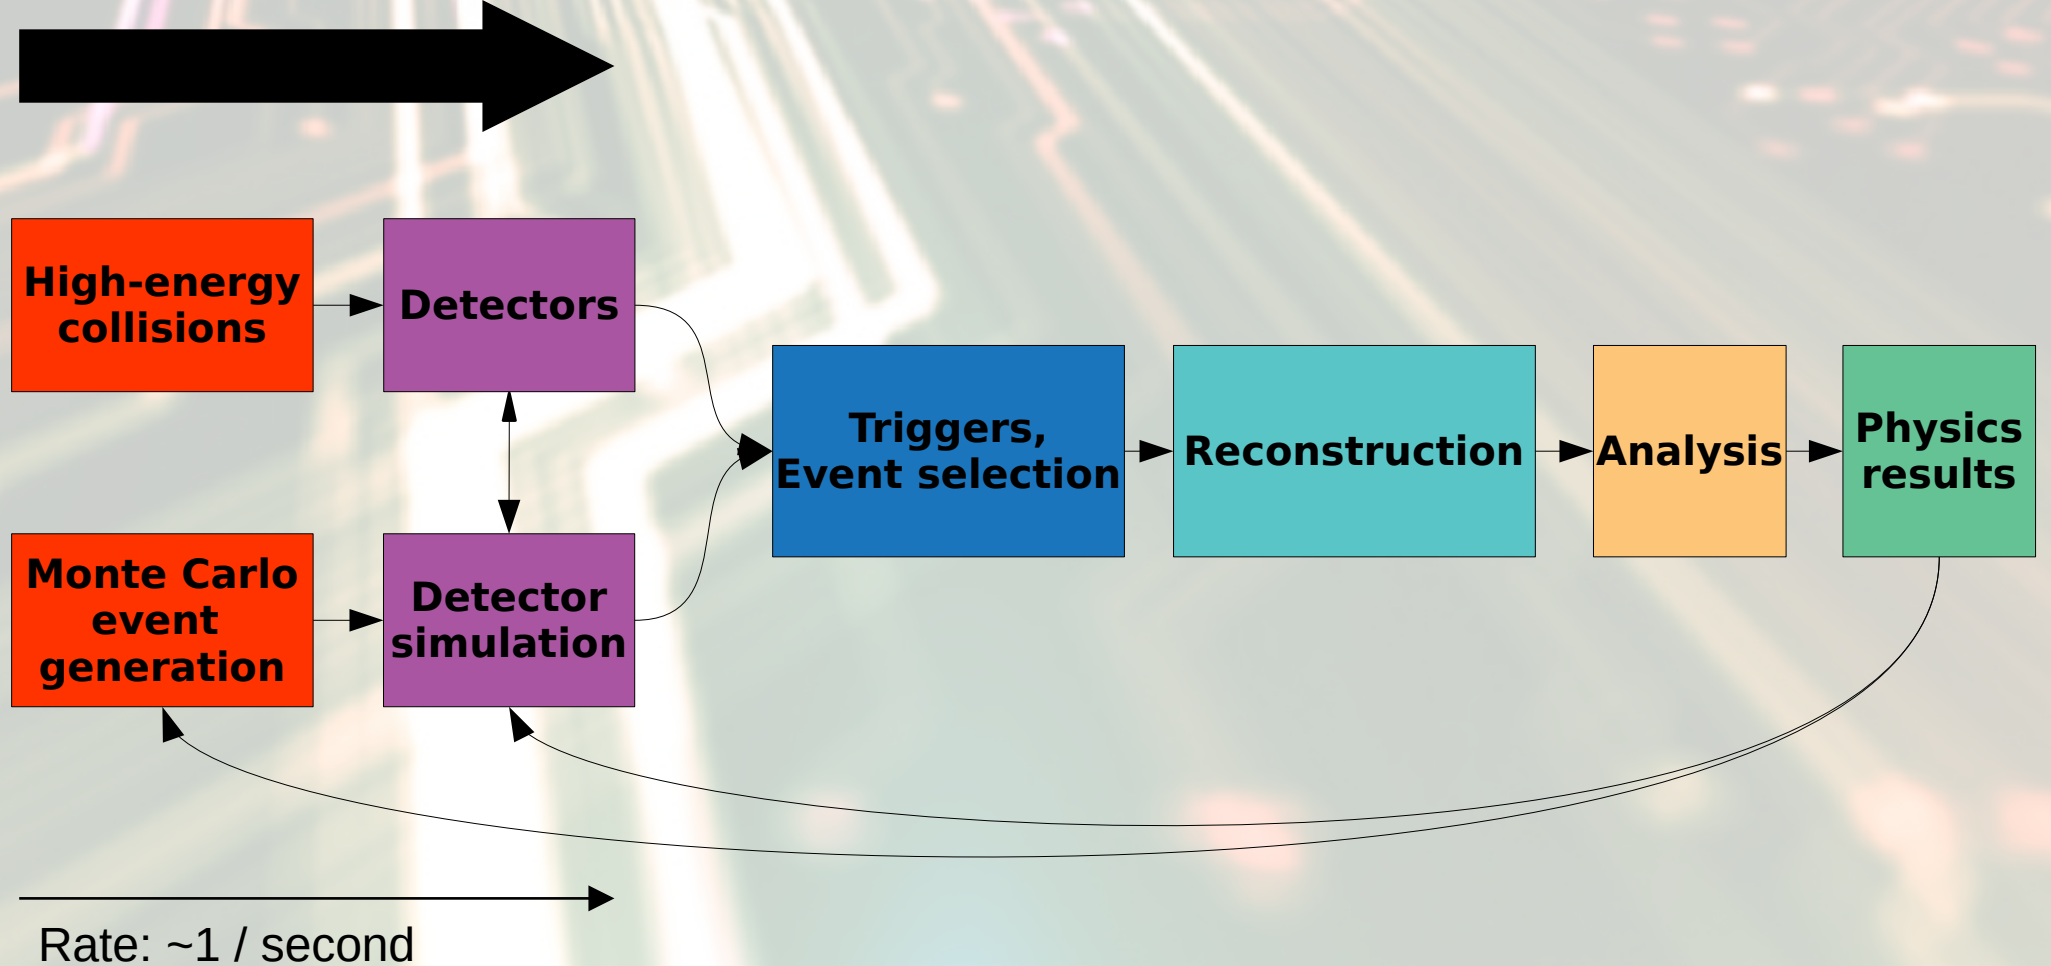 High-energy
collisions
Detectors
Triggers,
Event selection
Reconstruction
Analysis
Physics
results
Monte Carlo
event
generation
Detector
simulation
Rate: ~1 / second